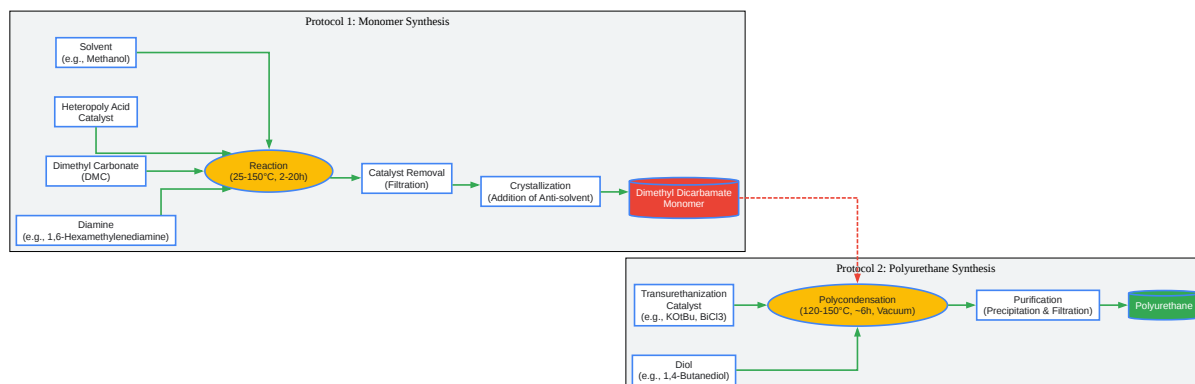 Protocol 1: Monomer Synthesis
Solvent
(e.g., Methanol)
Heteropoly Acid
Catalyst
Dimethyl Carbonate
(DMC)
Diamine
(e.g., 1,6-Hexamethylenediamine)
Reaction
(25-150°C, 2-20h)
Catalyst Removal
(Filtration)
Crystallization
(Addition of Anti-solvent)
Dimethyl Dicarbamate
Monomer
Protocol 2: Polyurethane Synthesis
Transurethanization
Catalyst
(e.g., KOtBu, BiCl3)
Diol
(e.g., 1,4-Butanediol)
Polycondensation
(120-150°C, ~6h, Vacuum)
Purification
(Precipitation & Filtration)
Polyurethane